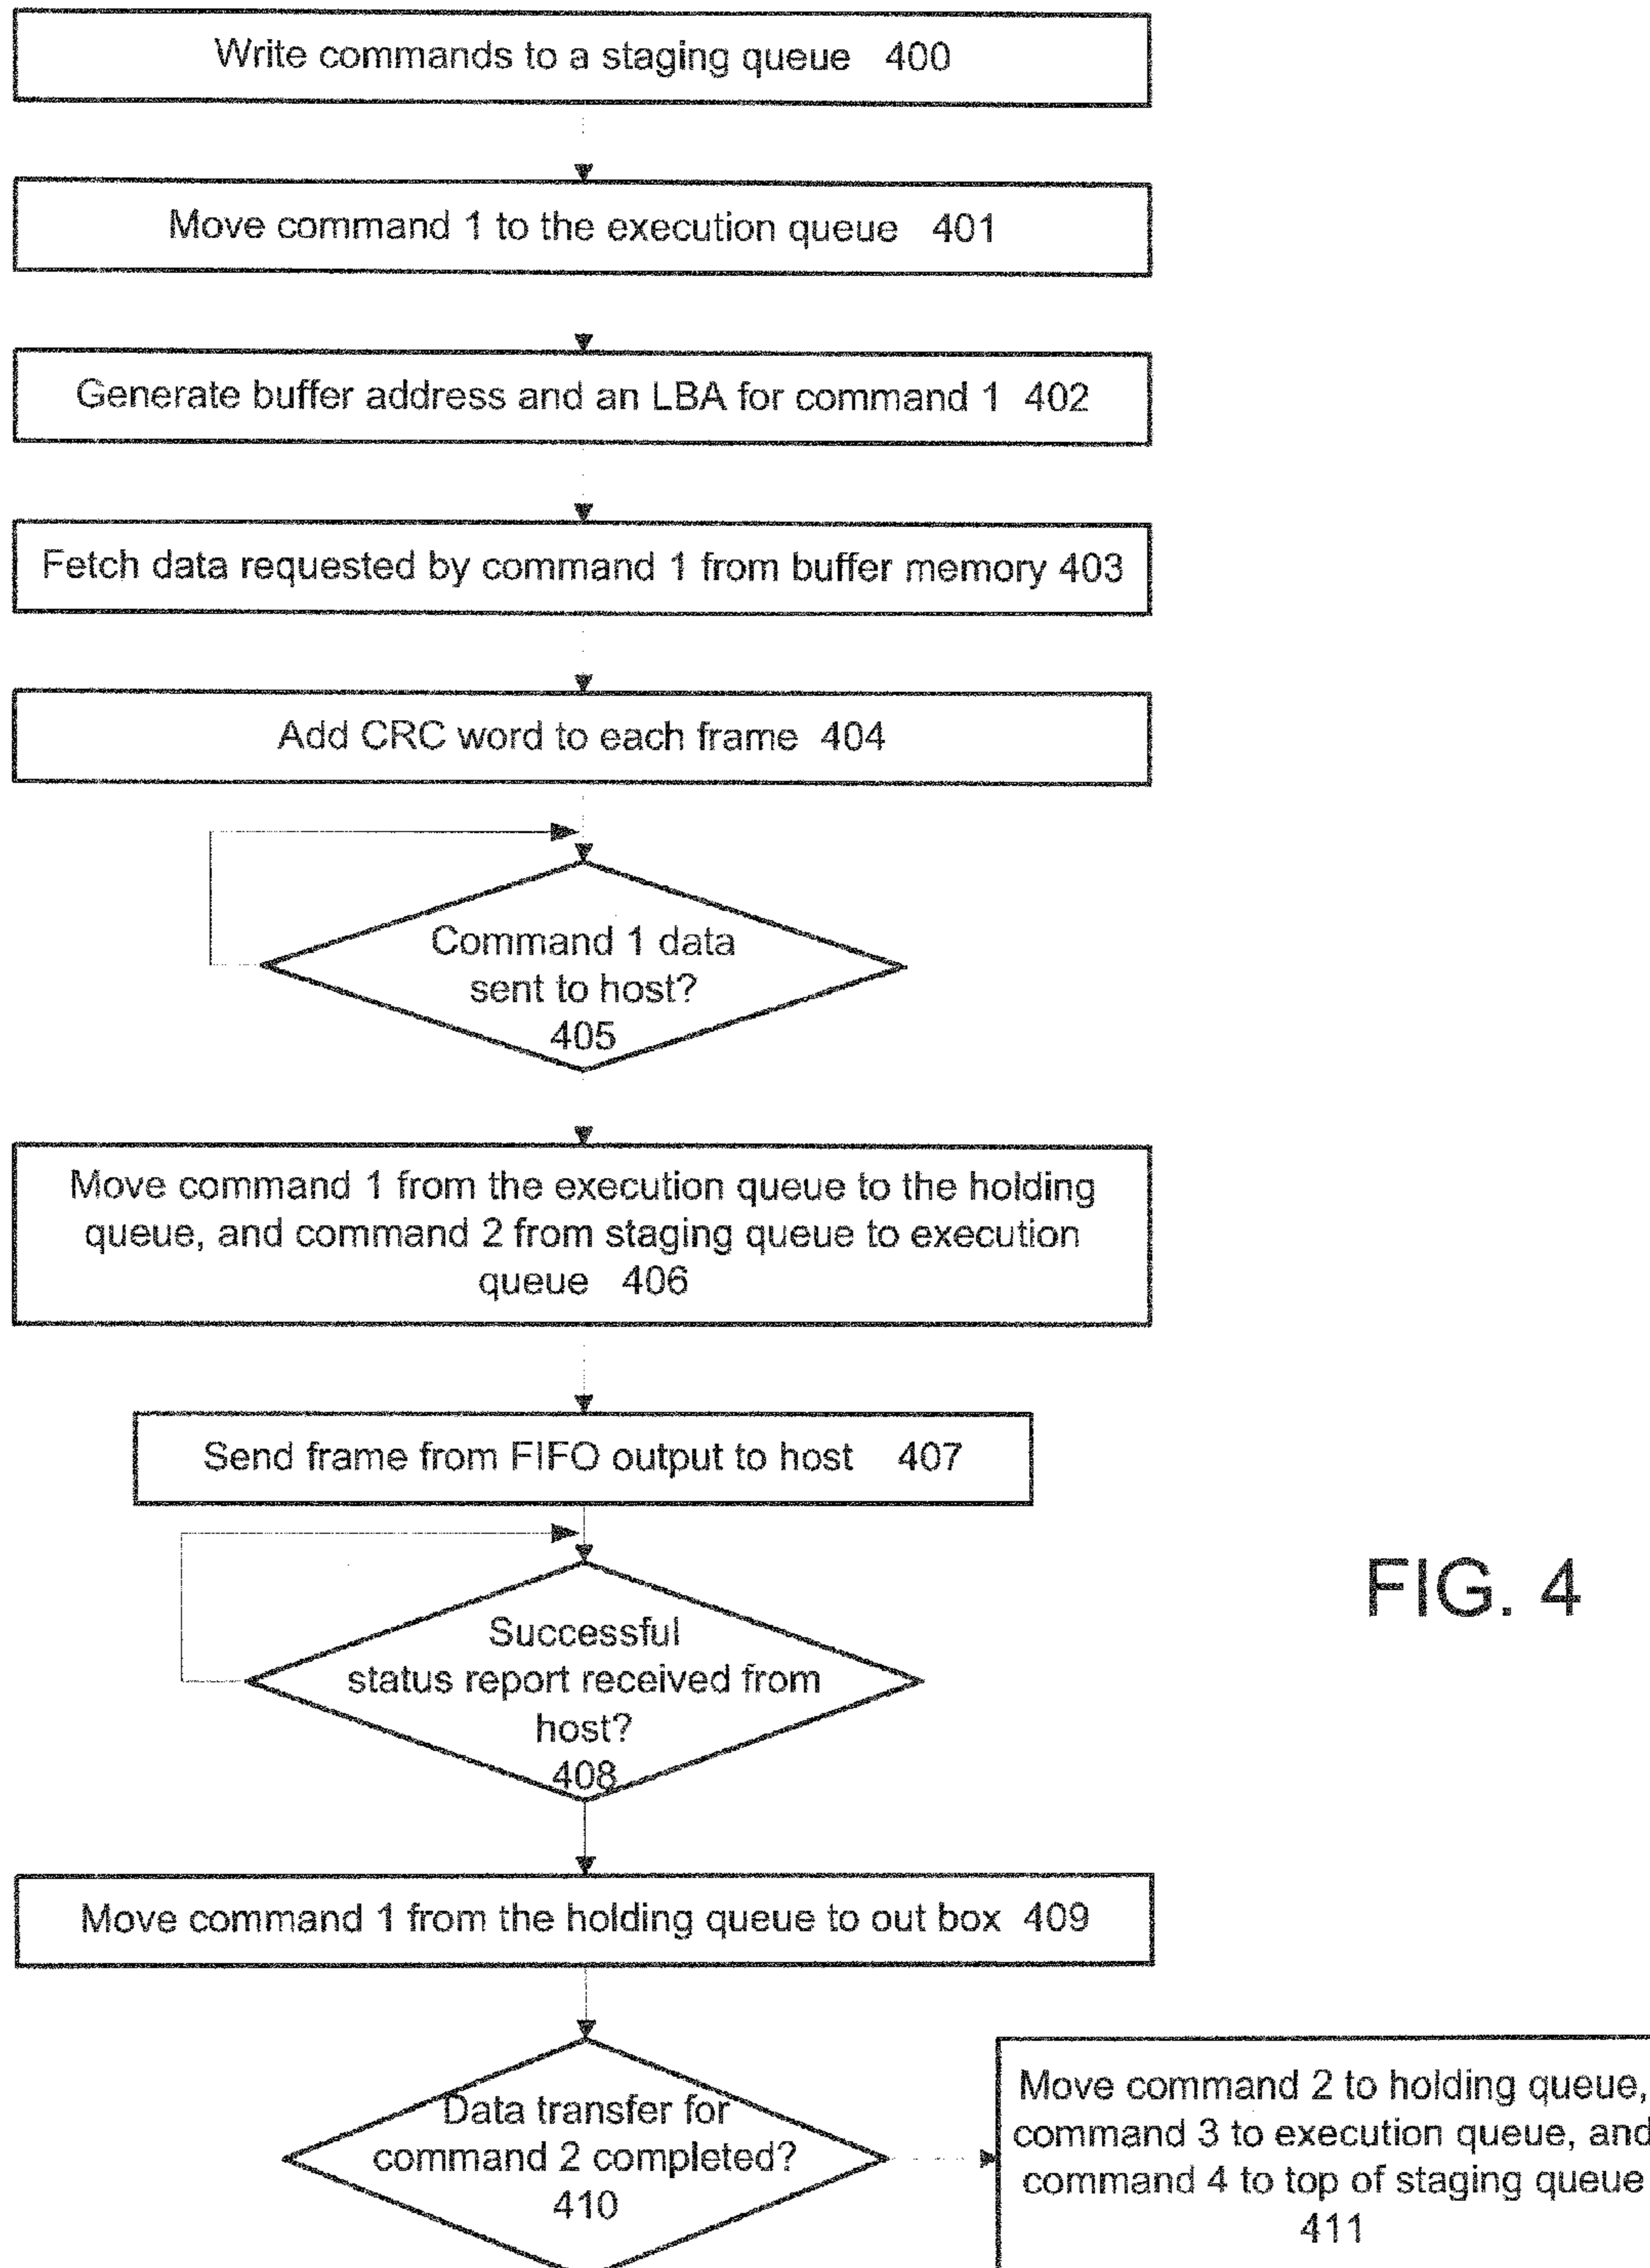 Write commands to a staging queue 400
Move command 1 to the execution queue 401
Generate buffer address and an LBA for command 1 402
Fetch data requested by command 1 from buffer memory 403
Add CRC word to each frame 404
Command 1 data
sent to host?
405
Move command 1 from the execution queue to the holding
queue, and command 2 from staging queue to execution
queue 406
Send frame from FIFO output to host 407
Successful
status report received from
host?
408
Move command 1 from the holding queue to out box 409
Data transfer for
command 2 completed?
410
Move command 2 to holding queue,
command 3 to execution queue, and
command 4 to top of staging queue
411
FIG. 4